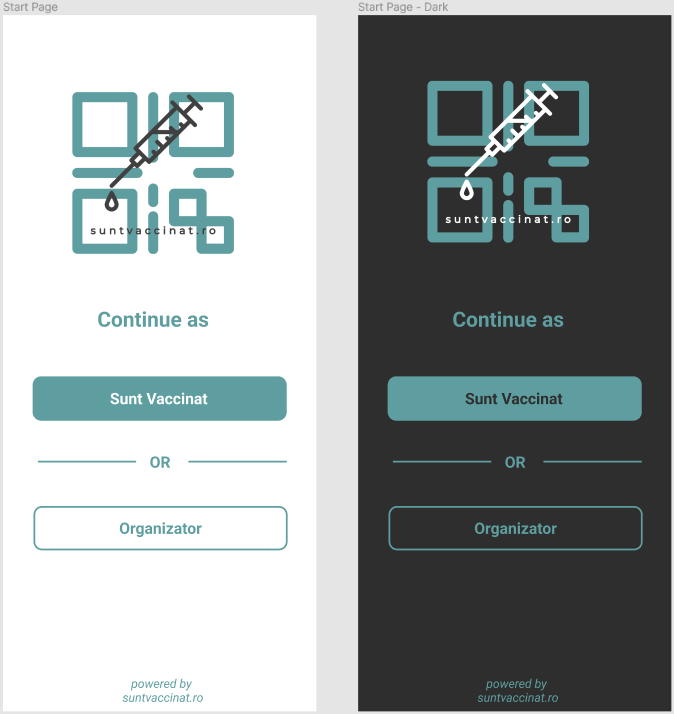 Start Page
suntvaccinat.ro
Continue as
Sunt Vaccinat
OR
Organizator
powered by
suntvaccinat.ro
Start Page - Dark
suntvaccinat.ro
Continue as
Sunt Vaccinat
OR
Organizator
powered by
suntvaccinat.ro